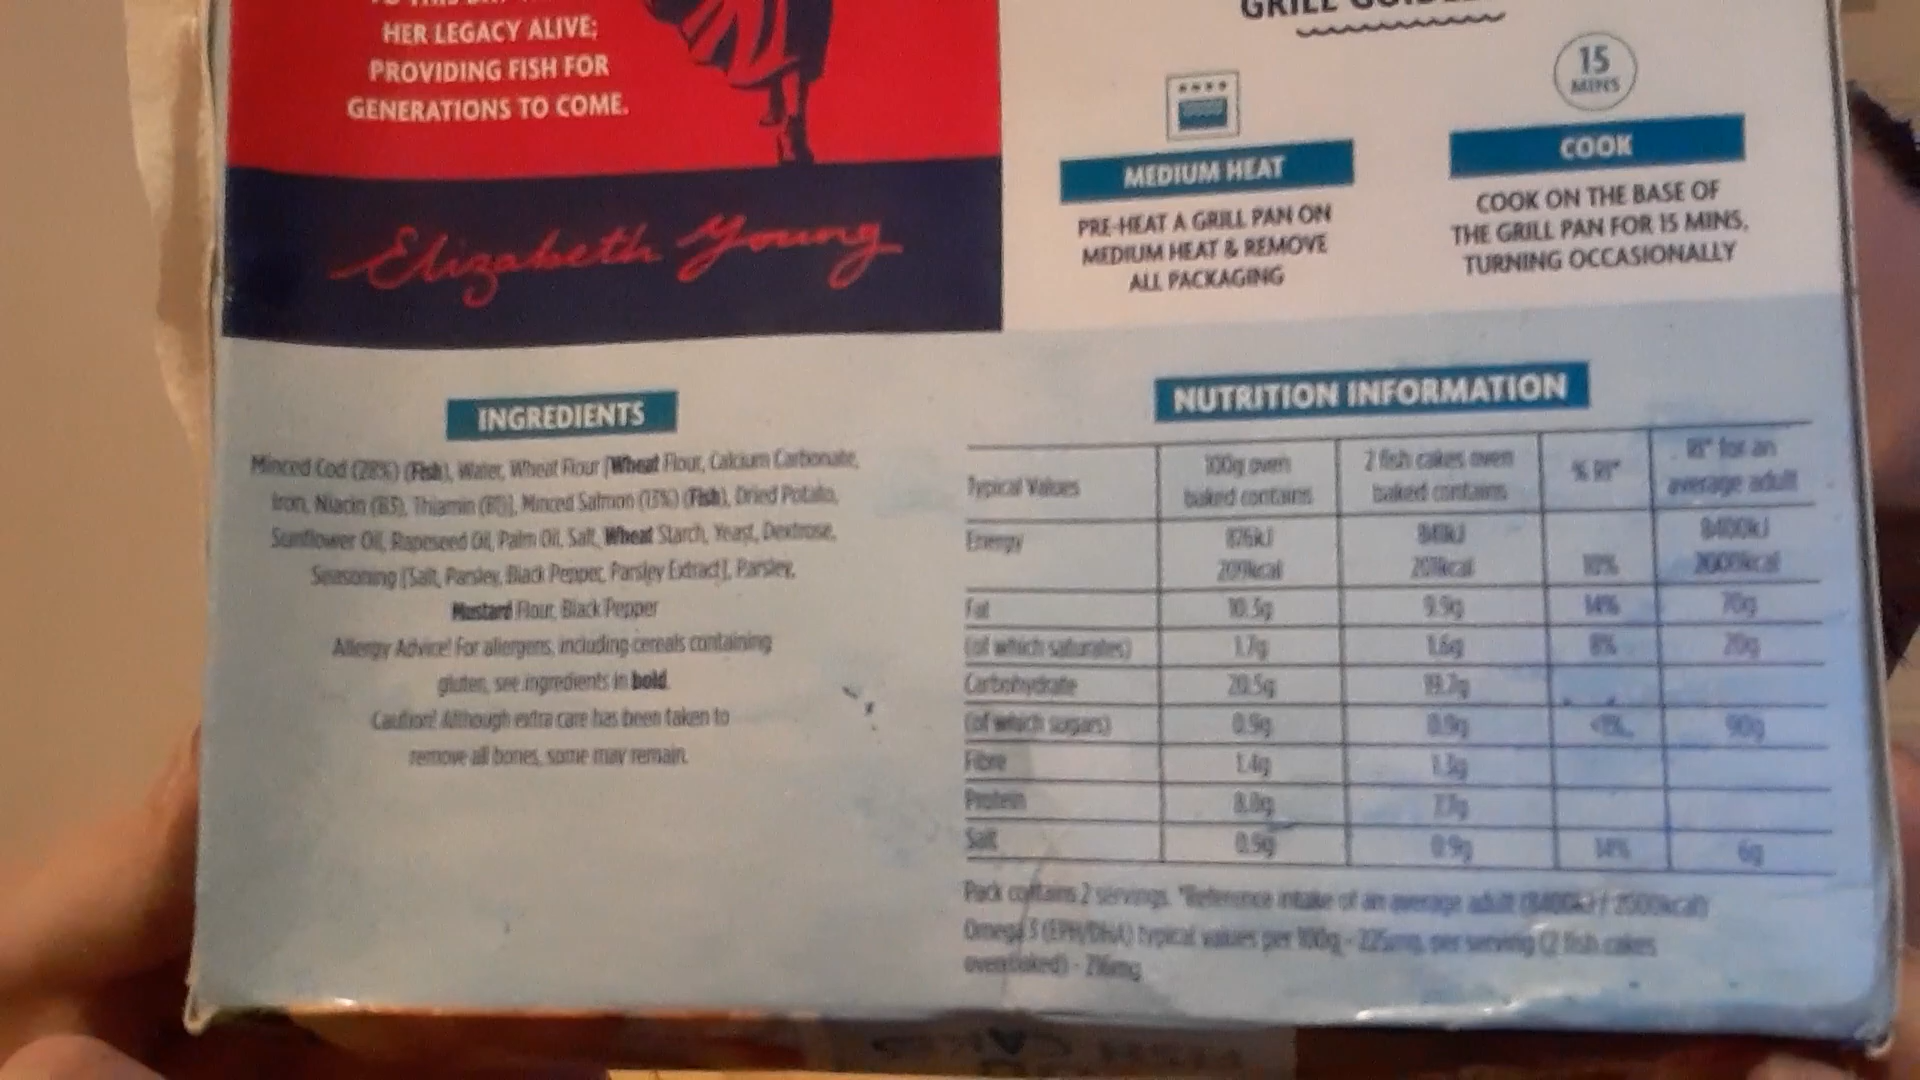 HER LEGACY ALIVE;
PROVIDING FISH FOR
GENERATIONS TO COME.
Elizabeth Young
15
MINS
MEDIUM HEAT
PRE-HEAT A GRILL PAN ON
MEDIUM HEAT & REMOVE
ALL PACKAGING
COOK
COOK ON THE BASE OF
THE GRILL PAN FOR 15 MINS,
TURNING OCCASIONALLY
INGREDIENTS
Minced Cod (28%) (Fish), Water, Wheat Flour [Wheat Flour, Calcium Carbonate,
Iron, Niacin (B3), Thiamin (B1)], Minced Salmon (13%) (Fish), Dried Potato,
Sunflower Oil, Rapeseed Oil, Palm Oil, Salt, Wheat Starch, Yeast, Dextrose,
Seasoning [Salt, Parsley, Black Pepper, Parsley Extract], Parsley,
Mustard Flour, Black Pepper
Allergy Advice! For allergens, including cereals containing
gluten, see ingredients in bold.
Caution! Although extra care has been taken to
remove all bones, some may remain.
NUTRITION INFORMATION
Typical Values 100g oven baked contains 2 fish cakes oven baked contains % RI* RI* for an average adult
Energy 876kJ 8400kJ
209kcal 201kcal 10% 2000kcal
Fat 10.3g 9.9g 14% 70g
(of which saturates) 1.7g 1.6g 8% 20g
Carbohydrate 20.5g 19.7g
(of which sugars) 0.9g 0.9g <1% 90g
Fibre 1.4g 1.3g
Protein 8.0g 7.7g
Salt 0.9g 0.9g 14% 6g
Pack contains 2 servings. *Reference intake of an average adult (8400kJ / 2000kcal)
Omega 3 (EPH/DHA) typical values per 100g - 225mg, per serving (2 fish cakes
oven baked) - 216mg